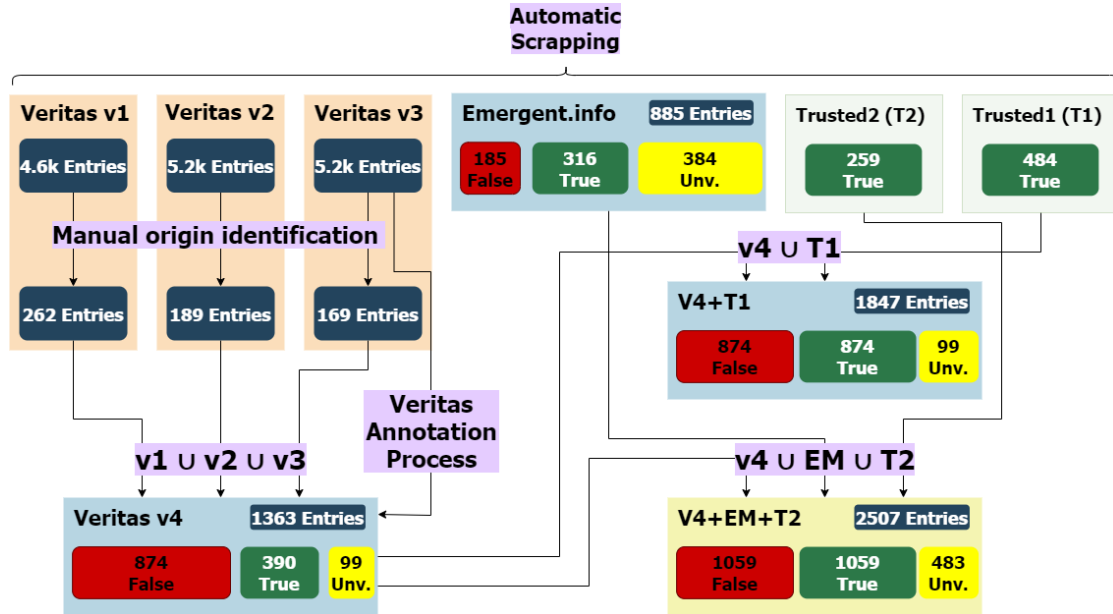 Automatic
Scrapping
Veritas v1
Veritas v2
Veritas v3
4.6k Entries
5.2k Entries
5.2k Entries
Emergent.info
885 Entries
185
False
316
True
384
Unv.
Trusted2 (T2)
259
True
Trusted1 (T1)
484
True
Manual origin identification
262 Entries
189 Entries
169 Entries
v4 ∪ T1
V4+T1
1847 Entries
874
False
874
True
99
Unv.
Veritas
Annotation
Process
v1 ∪ v2 ∪ v3
v4 ∪ EM ∪ T2
Veritas v4
1363 Entries
874
False
390
True
99
Unv.
V4+EM+T2
2507 Entries
1059
False
1059
True
483
Unv.